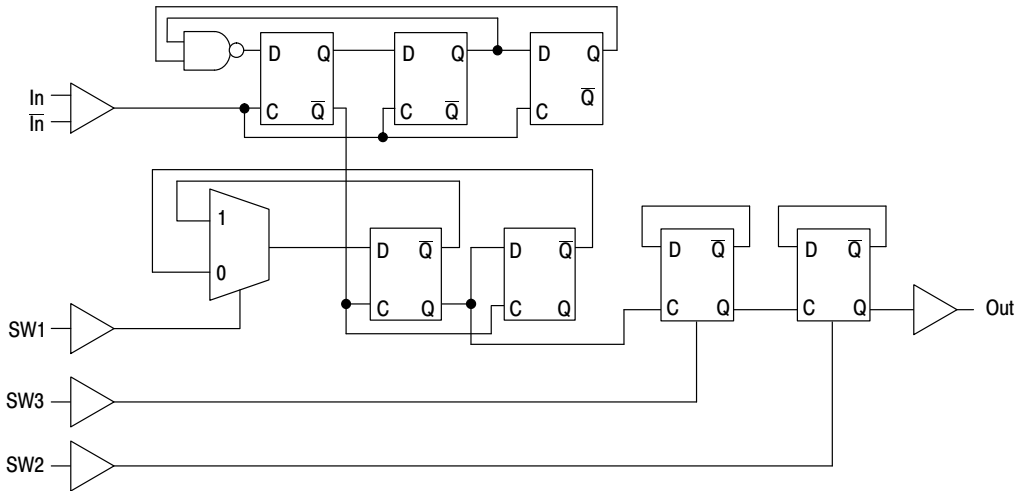 D Q D Q D Q
In
In̅
C Q̅ C Q̅ C Q̅
1
0
D Q̅ D Q̅ D Q̅ D Q̅
C Q C Q C Q C Q
Out
SW1
SW3
SW2